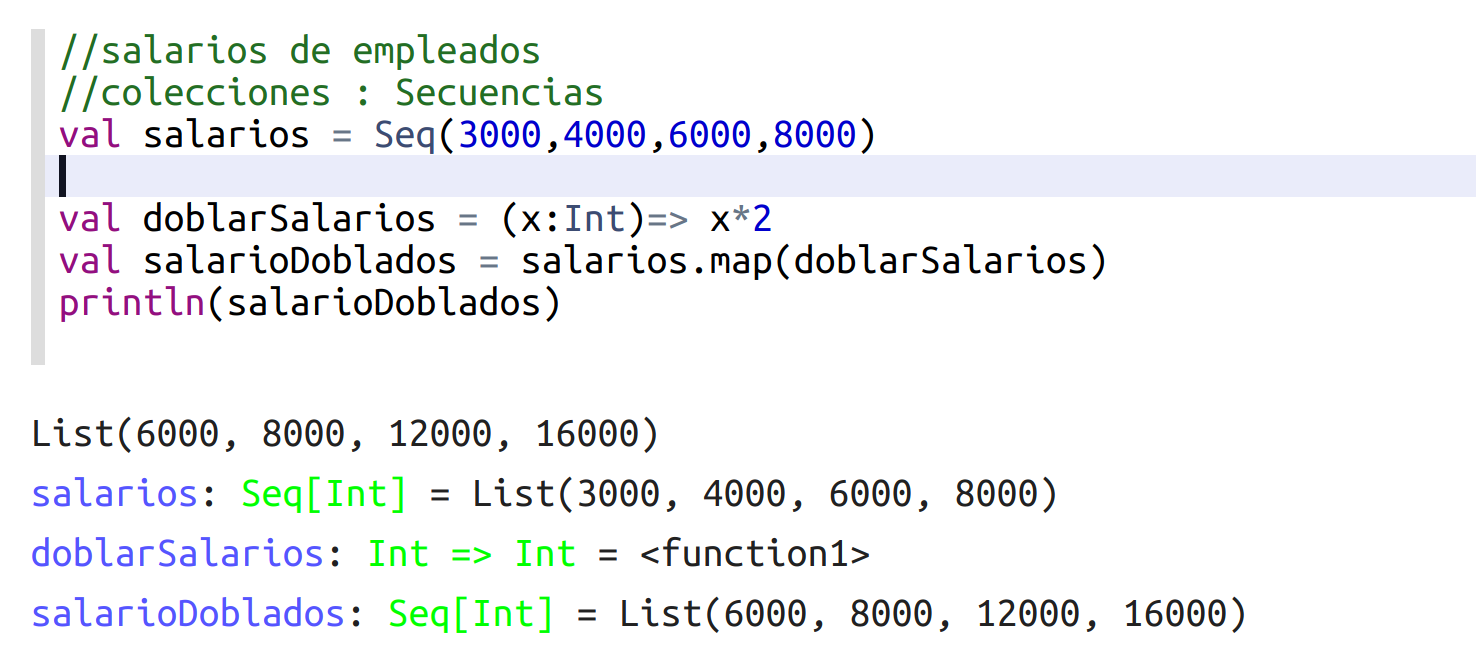 //salarios de empleados
//colecciones : Secuencias
val salarios = Seq(3000,4000,6000,8000)
val doblarSalarios = (x:Int)=> x*2
val salarioDoblados = salarios.map(doblarSalarios)
println(salarioDoblados)
List(6000, 8000, 12000, 16000)
salarios: Seq[Int] = List(3000, 4000, 6000, 8000)
doblarSalarios: Int => Int = <function1>
salarioDoblados: Seq[Int] = List(6000, 8000, 12000, 16000)